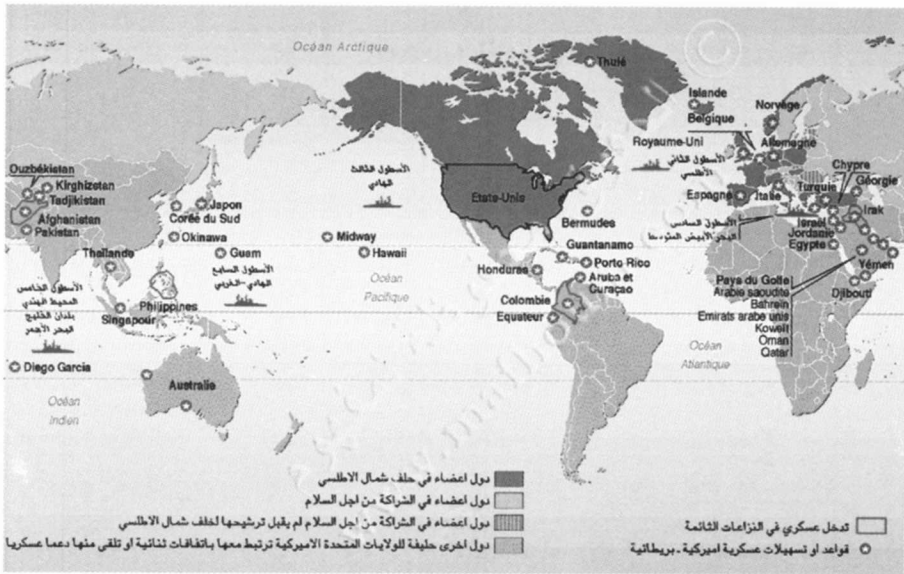 Océan Arctique
Thulé
Islande
Norvège
Belgique
Royaume-Uni
Allemagne
الأسطول الثاني
الأطلسي
Ouzbékistan
Kirghizetan
Tadjikistan
Afghanistan
Pakistan
Japon
Corée du Sud
الأسطول الثالث
الهادي
Etats-Unis
Espagne
Italie
Turquie
Chypre
Géorgie
Irak
الأسطول السادس
البحر الأبيض المتوسط
Israël
Jordanie
Egypte
Bermudes
Okinawa
Midway
Guantanamo
Thaïlande
Guam
Hawaii
Honduras
Porto-Rico
Yémen
الأسطول الخامس
المحيط الهندي
بلدان الخليج
البحر الأحمر
Philippines
الأسطول السابع
الهادي-الغربي
Océan
Pacifique
Aruba et
Curaçao
Pays du Golfe
Arabie saoudite
Bahreïn
Emirats arabe unis
Koweït
Oman
Qatar
Djibouti
Singapour
Colombie
Equateur
Diego Garcia
Australie
Océan
Atlantique
Océan
Indien
دول اعضاء في حلف شمال الاطلسي
دول اعضاء في الشراكة من اجل السلام
دول اعضاء في الشراكة من اجل السلام لم يقبل ترشيحها لخلف شمال الاطلسي
دول اخرى حليفة للولايات المتحدة الاميركية ترتبط معها باتفاقات ثنائية او تلقى منها دعما عسكريا
تدخل عسكري في النزاعات القائمة
قواعد او تسهيلات عسكرية اميركية - بريطانية